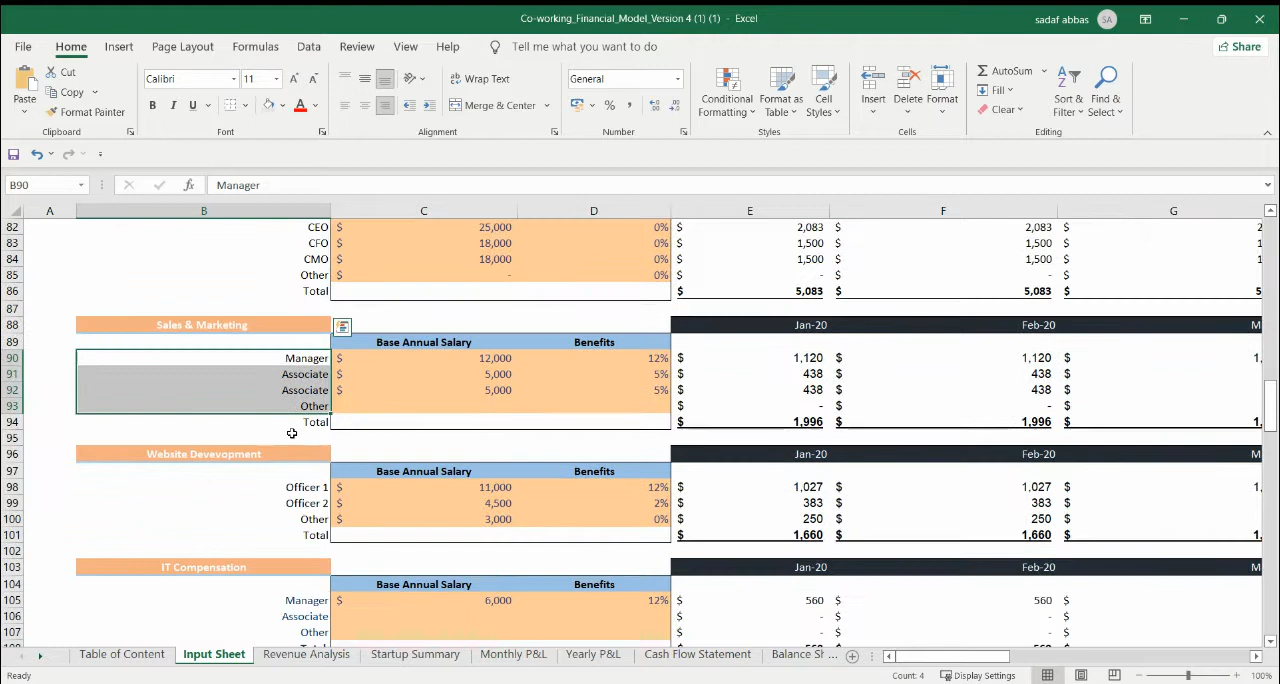 Co-working_Financial_Model_Version 4 (1) (1) - Excel
sadaf abbas SA
File Home Insert Page Layout Formulas Data Review View Help Tell me what you want to do Share
Paste Cut Copy Format Painter
Calibri 11 A A Wrap Text General
B I U A Merge & Center % ,
Conditional Formatting Format as Table Cell Styles Insert Delete Format AutoSum Fill Clear Sort & Filter Find & Select
Clipboard Font Alignment Number Styles Cells Editing
B90 fx Manager
A B C D E F G
82 CEO $ 25,000 0% $ 2,083 $ 2,083 $ 2
83 CFO $ 18,000 0% $ 1,500 $ 1,500 $ 1
84 CMO $ 18,000 0% $ 1,500 $ 1,500 $ 1
85 Other $ - 0% $ - $ - $
86 Total $ 5,083 $ 5,083 $ 5
87
88 Sales & Marketing Jan-20 Feb-20 M
89 Base Annual Salary Benefits
90 Manager $ 12,000 12% $ 1,120 $ 1,120 $ 1,
91 Associate $ 5,000 5% $ 438 $ 438 $
92 Associate $ 5,000 5% $ 438 $ 438 $
93 Other $ - $ - $
94 Total $ 1,996 $ 1,996 $ 1,
95
96 Website Devevopment Jan-20 Feb-20 M
97 Base Annual Salary Benefits
98 Officer 1 $ 11,000 12% $ 1,027 $ 1,027 $ 1,
99 Officer 2 $ 4,500 2% $ 383 $ 383 $
100 Other $ 3,000 0% $ 250 $ 250 $
101 Total $ 1,660 $ 1,660 $ 1,
102
103 IT Compensation Jan-20 Feb-20 M
104 Base Annual Salary Benefits
105 Manager $ 6,000 12% $ 560 $ 560 $
106 Associate $ - $ - $
107 Other $ - $ - $
Table of Content Input Sheet Revenue Analysis Startup Summary Monthly P&L Yearly P&L Cash Flow Statement Balance Sh ...
Ready Count: 4 Display Settings 100%